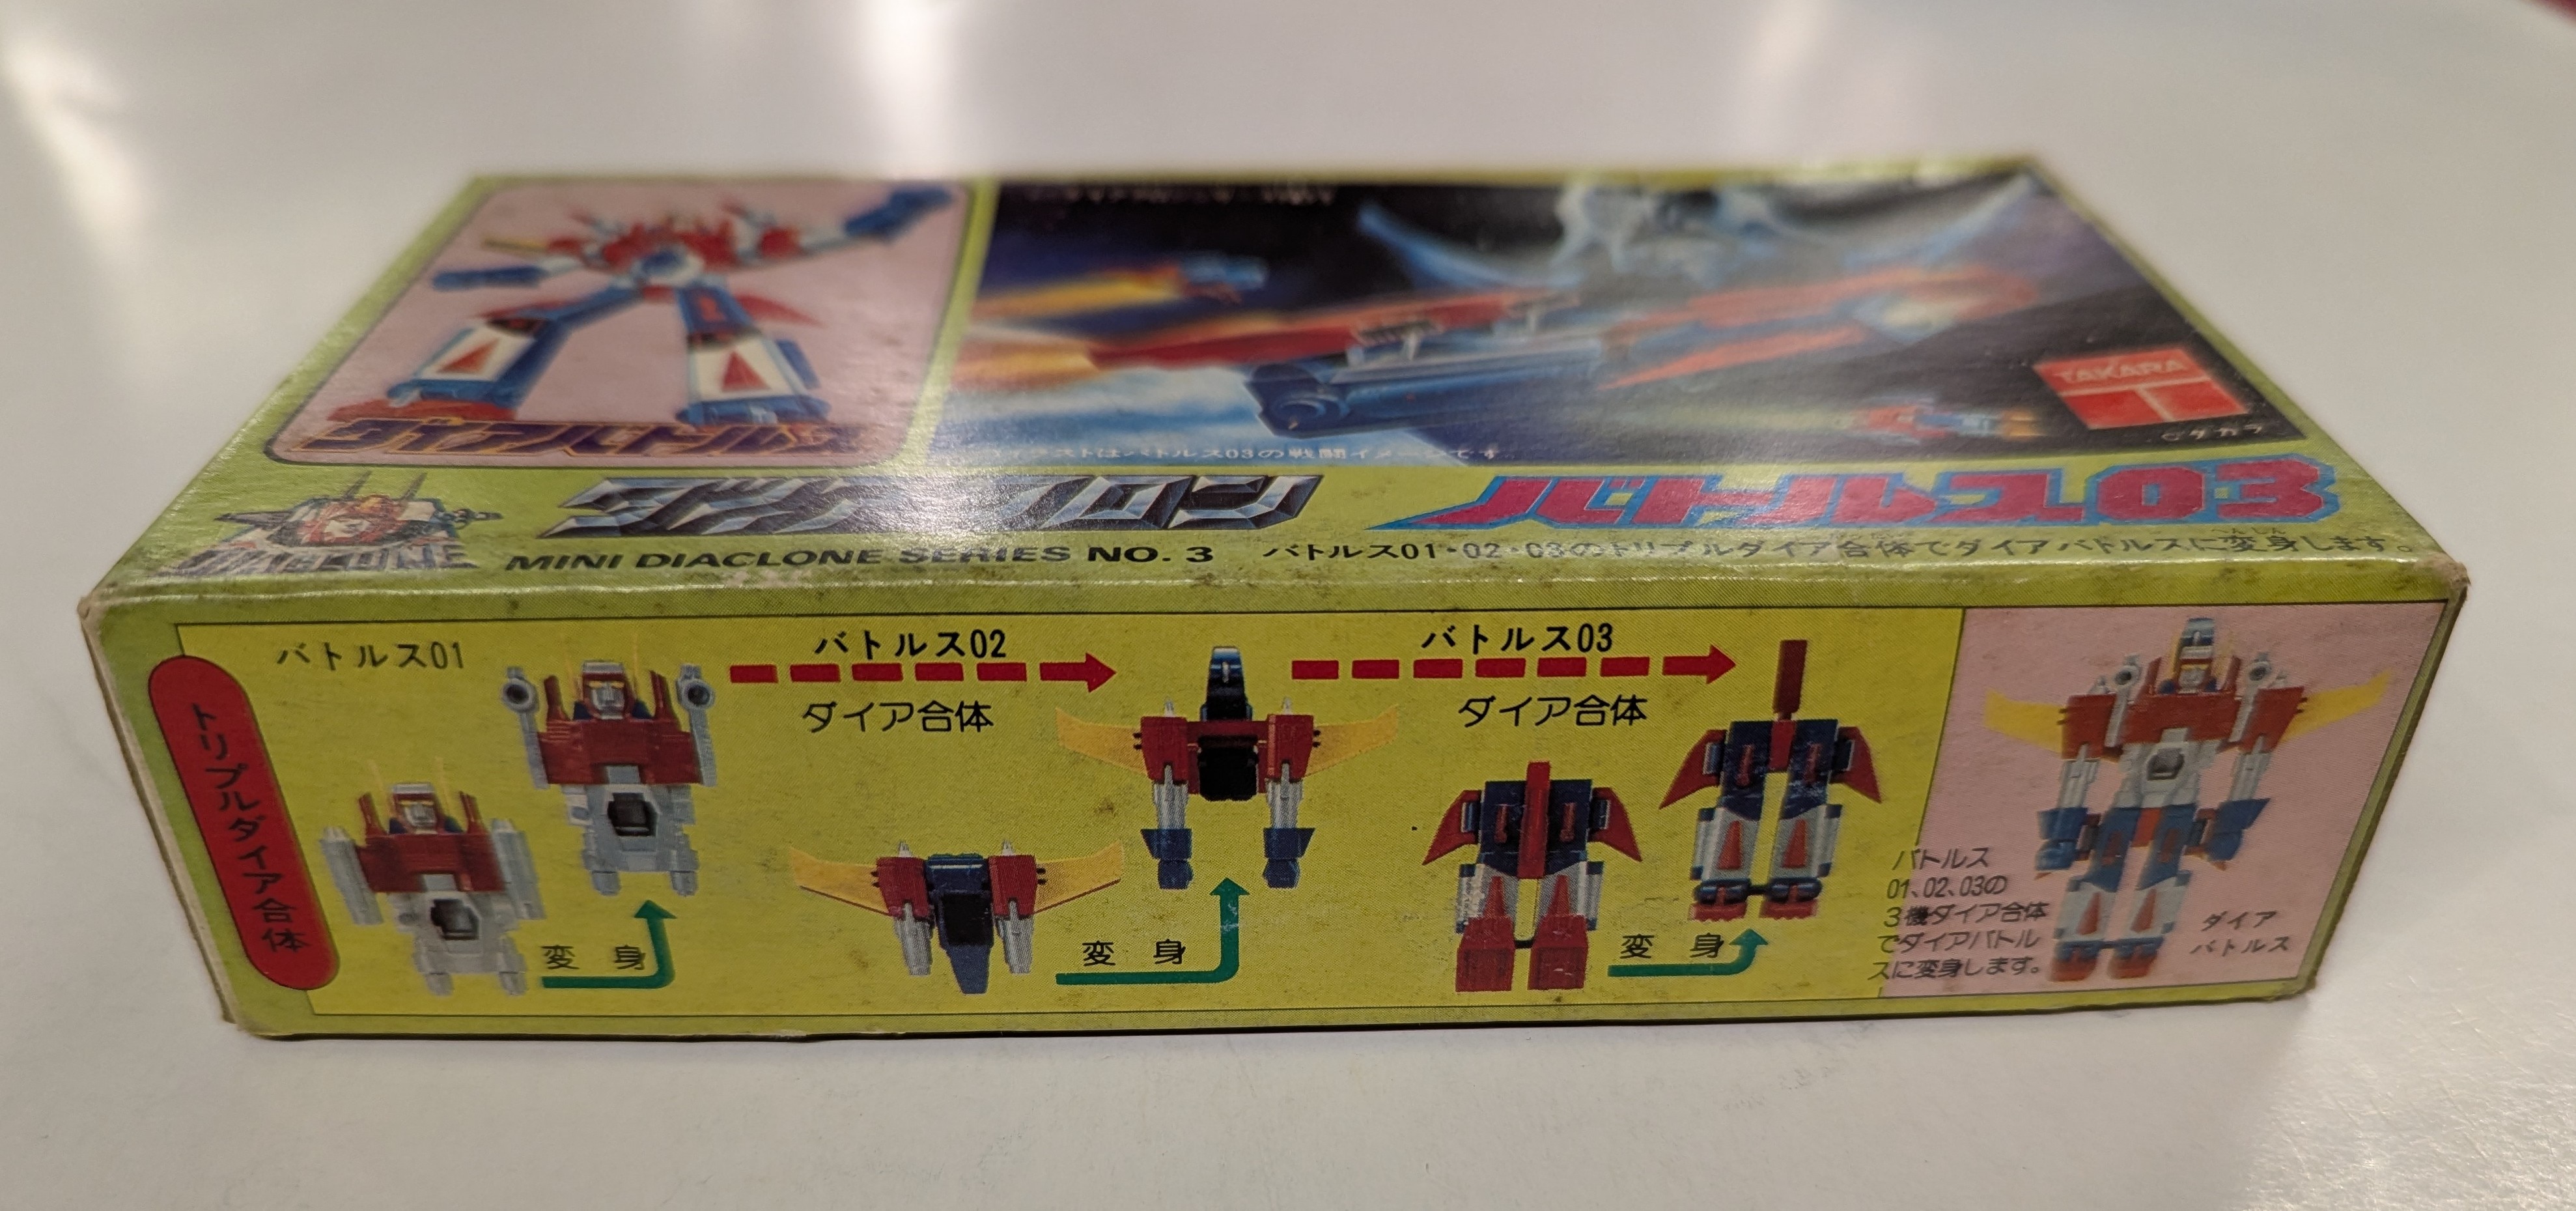 ダイアバトルス
TAKARA
T
©タカラ
イラストはバトルス03の戦闘イメージです
DIACLONE
ダイアクロン
バトルス03
MINI DIACLONE SERIES NO. 3
へんしん
バトルス01・02・03のトリプルダイア合体でダイアバトルスに変身します。
トリプルダイア合体
バトルス01
変身
バトルス02
ダイア合体
変身
バトルス03
ダイア合体
変身
バトルス
01、02、03の
3機ダイア合体
でダイアバトル
スに変身します。
ダイア
バトルス